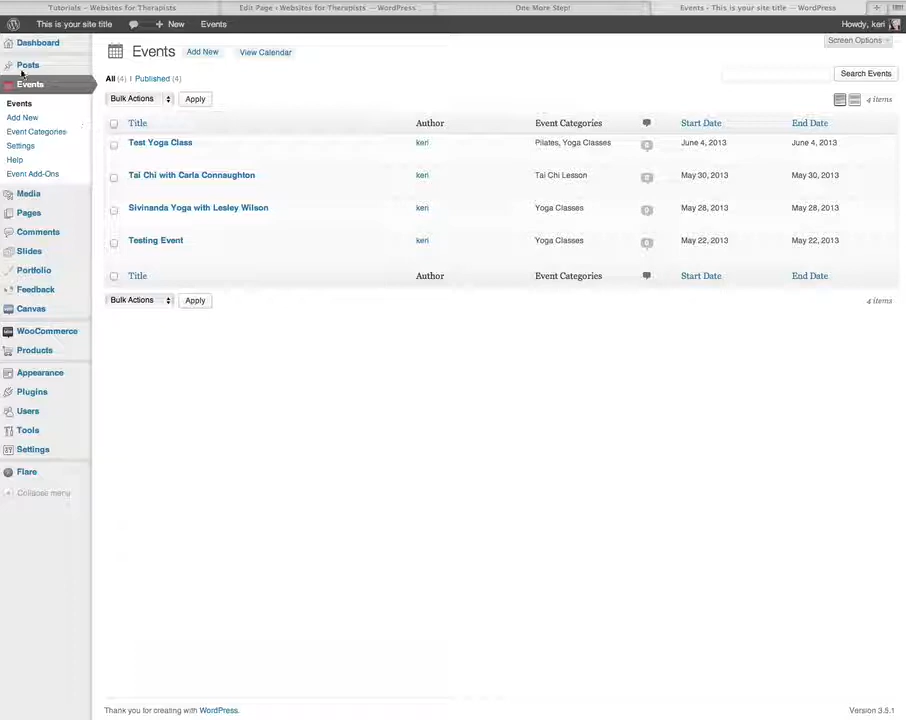 Tutorials – Websites for Therapists
Edit Page ‹ Websites for Therapists — WordPress
One More Step!
Events ‹ This is your site title — WordPress
This is your site title
+ New
Events
Howdy, keri
Dashboard
Posts
Events
Events
Add New
Event Categories
Settings
Help
Event Add-Ons
Media
Pages
Comments
Slides
Portfolio
Feedback
Canvas
WooCommerce
Products
Appearance
Plugins
Users
Tools
Settings
Flare
Collapse menu
Screen Options
Events Add New View Calendar
All (4) | Published (4)
Search Events
Bulk Actions Apply
4 items
Title Author Event Categories Start Date End Date
Test Yoga Class keri Pilates, Yoga Classes 0 June 4, 2013 June 4, 2013
Tai Chi with Carla Connaughton keri Tai Chi Lesson 0 May 30, 2013 May 30, 2013
Sivinanda Yoga with Lesley Wilson keri Yoga Classes 0 May 28, 2013 May 28, 2013
Testing Event keri Yoga Classes 0 May 22, 2013 May 22, 2013
Title Author Event Categories Start Date End Date
Bulk Actions Apply
4 items
Thank you for creating with WordPress.
Version 3.5.1